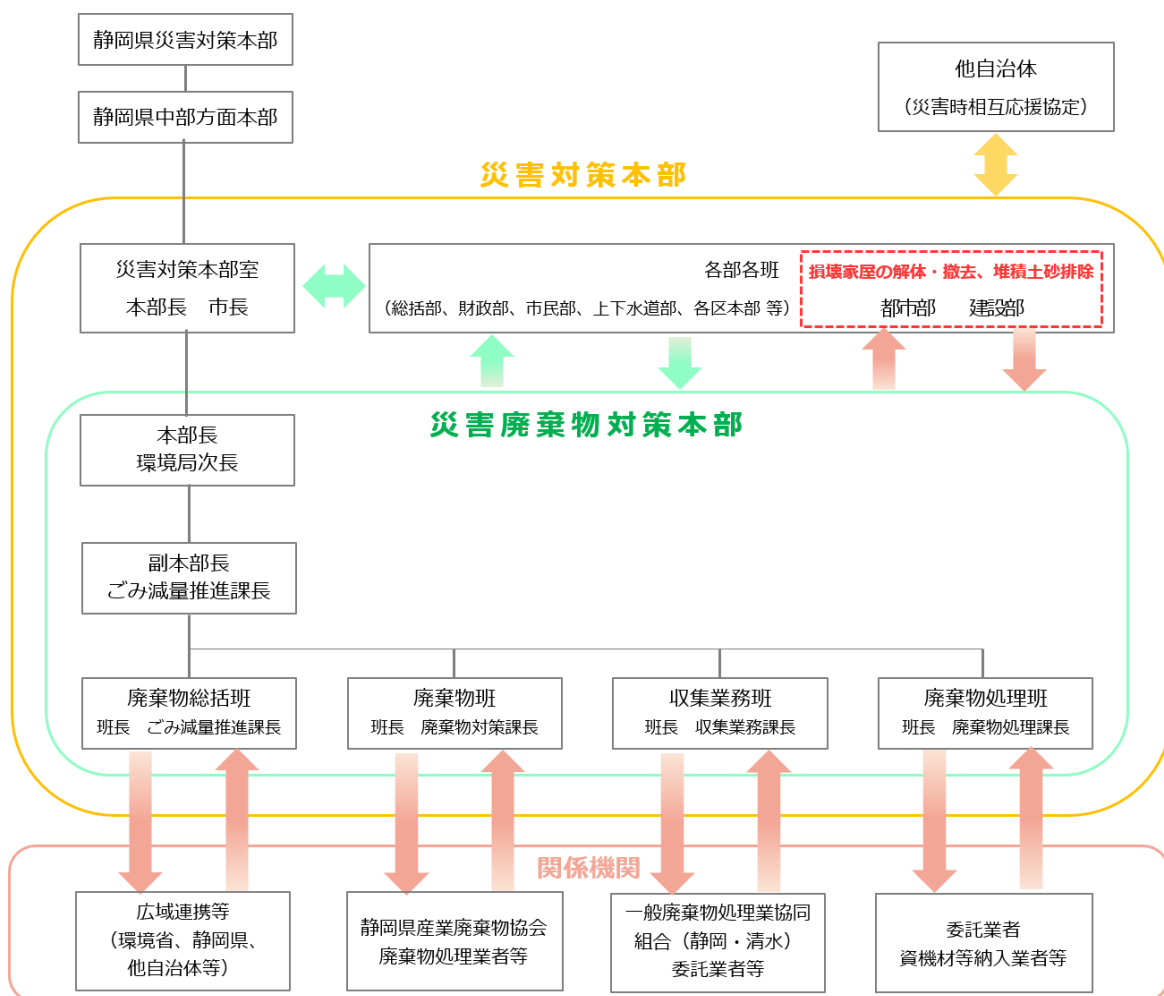 静岡県災害対策本部
静岡県中部方面本部
他自治体
（災害時相互応援協定）
災害対策本部
災害対策本部室
本部長　市長
各部各班
（総括部、財政部、市民部、上下水道部、各区本部 等）
損壊家屋の解体・撤去、堆積土砂排除
都市部　　建設部
災害廃棄物対策本部
本部長
環境局次長
副本部長
ごみ減量推進課長
廃棄物総括班
班長　ごみ減量推進課長
廃棄物班
班長　廃棄物対策課長
収集業務班
班長　収集業務課長
廃棄物処理班
班長　廃棄物処理課長
関係機関
広域連携等
（環境省、静岡県、
他自治体等）
静岡県産業廃棄物協会
廃棄物処理業者等
一般廃棄物処理業協同
組合（静岡・清水）
委託業者等
委託業者
資機材等納入業者等